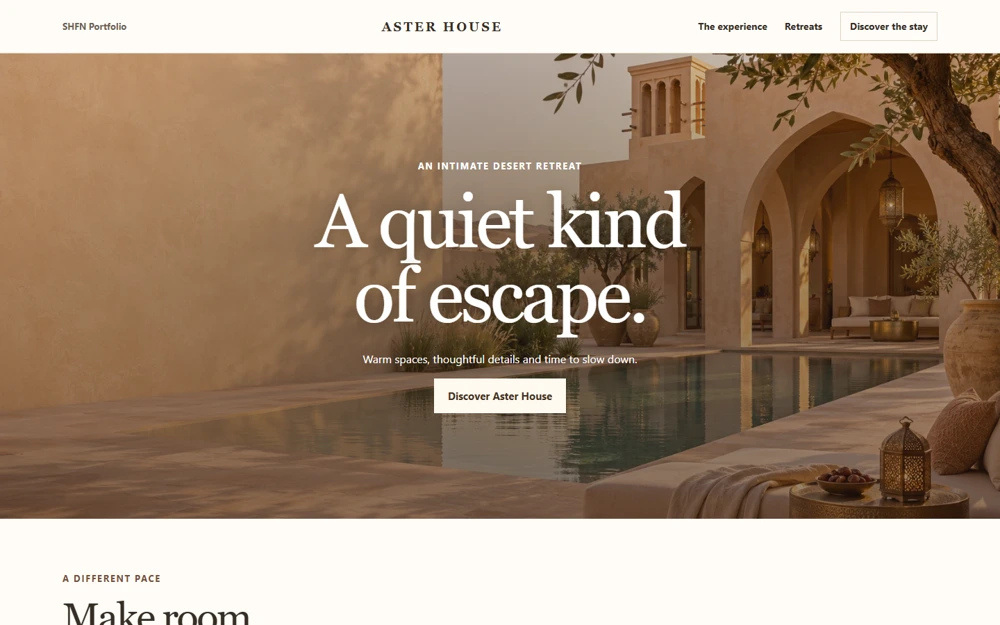 SHFN Portfolio
ASTER HOUSE
The experience
Retreats
Discover the stay
AN INTIMATE DESERT RETREAT
A quiet kind
of escape.
Warm spaces, thoughtful details and time to slow down.
Discover Aster House
A DIFFERENT PACE
Make room